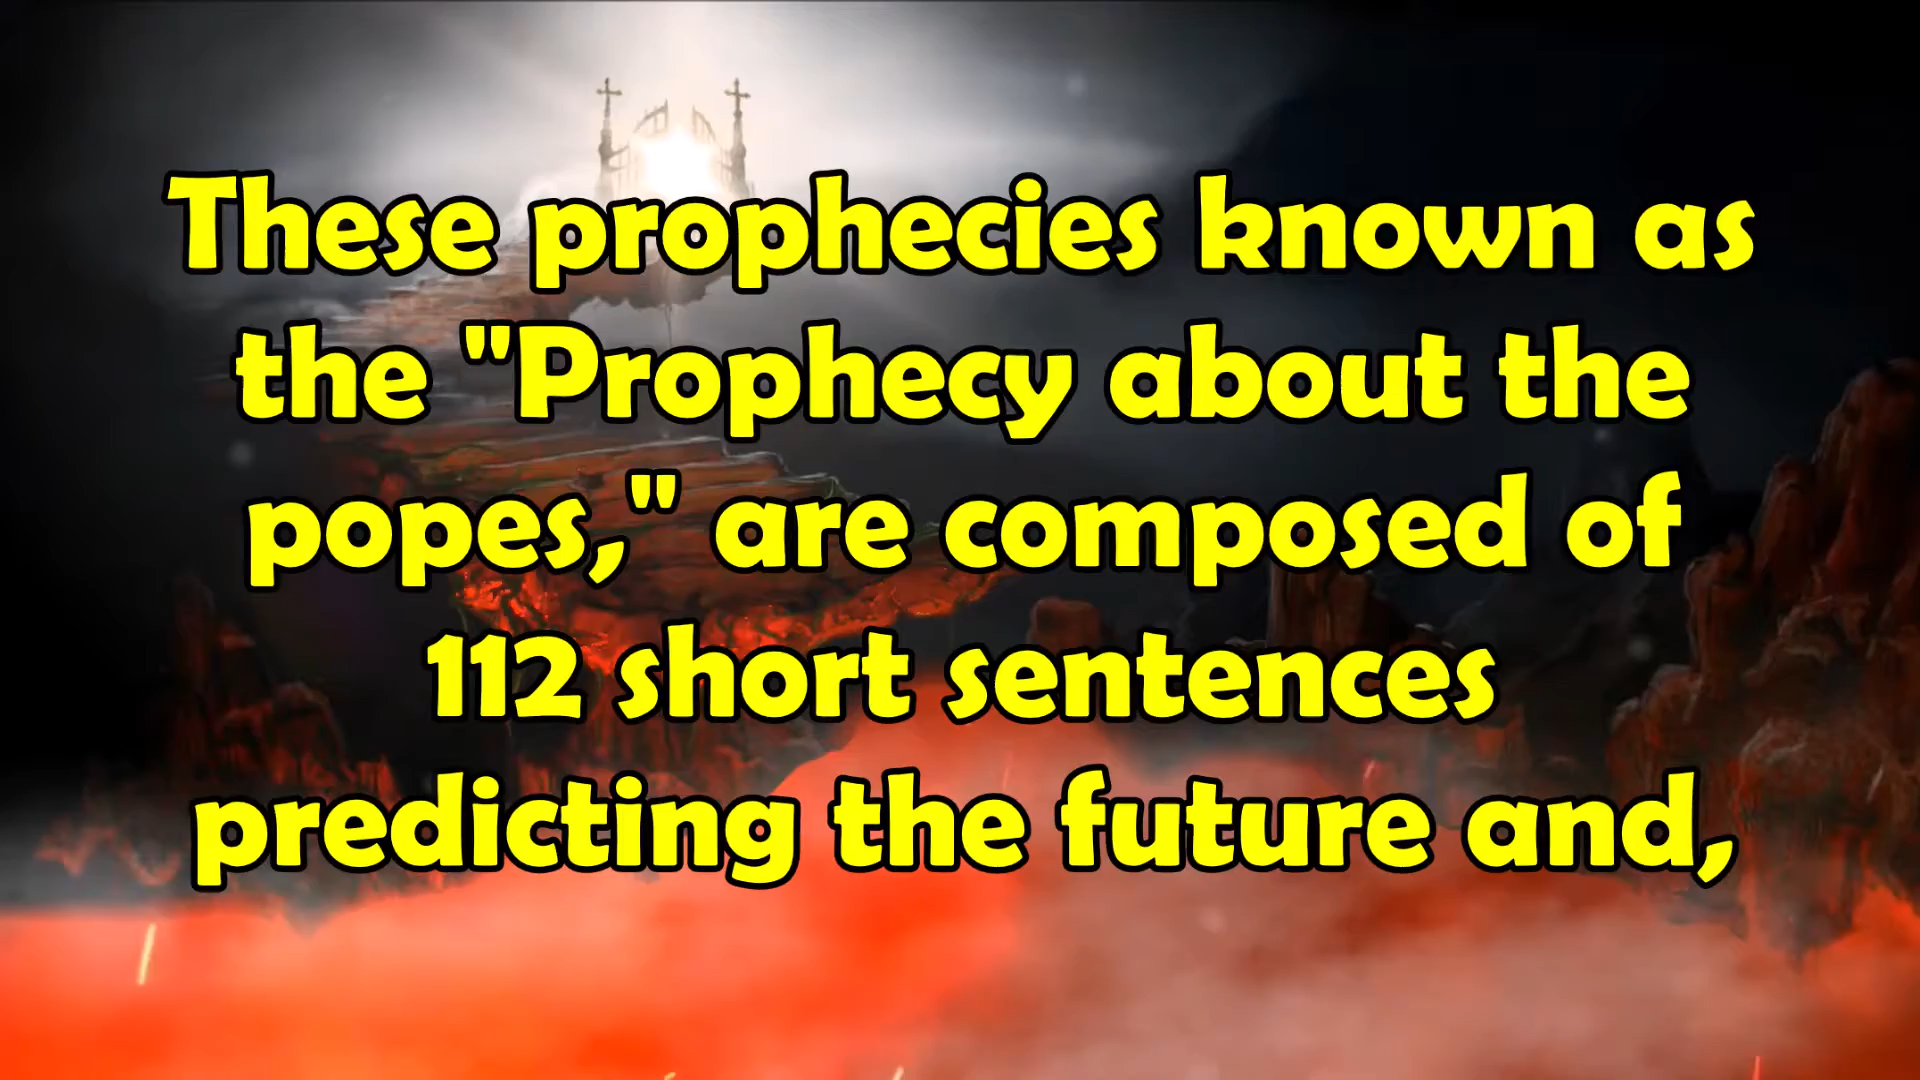 These prophecies known as
the "Prophecy about the
popes," are composed of
112 short sentences
predicting the future and,